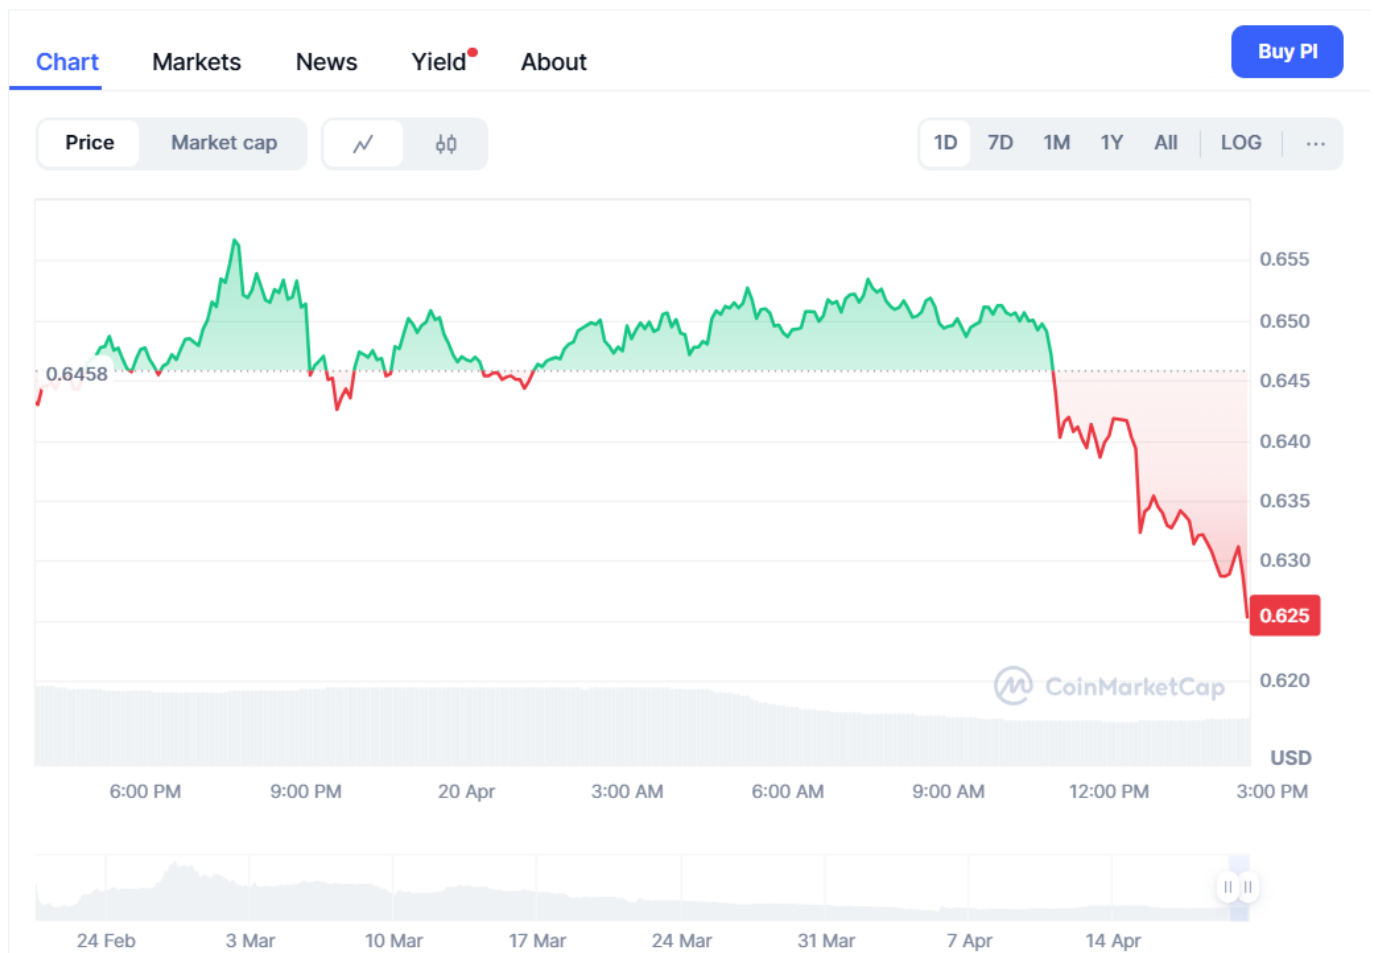 Chart Markets News Yield About Buy PI
Price Market cap 1D 7D 1M 1Y All LOG ...
0.655
0.650
0.6458
0.645
0.640
0.635
0.630
0.625
0.620
CoinMarketCap
USD
6:00 PM 9:00 PM 20 Apr 3:00 AM 6:00 AM 9:00 AM 12:00 PM 3:00 PM
24 Feb 3 Mar 10 Mar 17 Mar 24 Mar 31 Mar 7 Apr 14 Apr